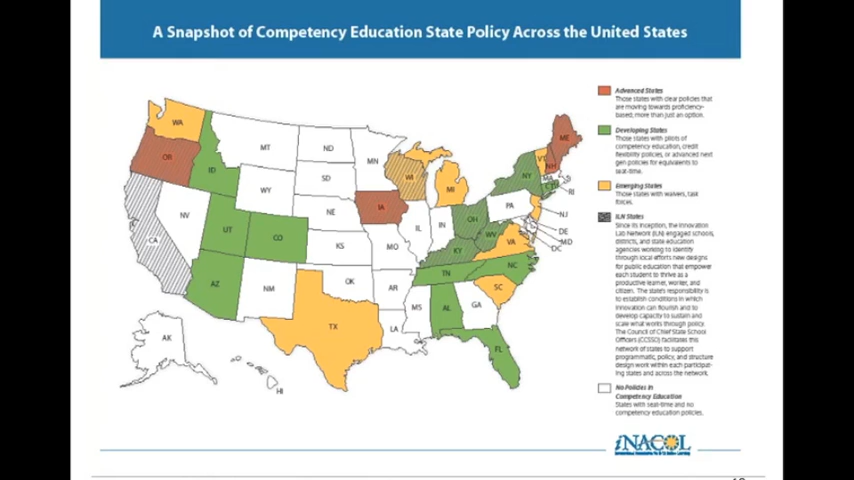 A Snapshot of Competency Education State Policy Across the United States
WA
OR
CA
ID
NV
UT
AZ
MT
WY
CO
NM
ND
SD
NE
KS
OK
TX
MN
IA
MO
AR
LA
WI
IL
MS
MI
IN
KY
TN
AL
OH
WV
GA
FL
SC
NC
VA
PA
NY
VT
NH
ME
MA
CT
RI
NJ
DE
MD
DC
AK
HI
Advanced States
Those states with clear policies that
are moving towards proficiency-
based; more than just an option.
Developing States
Those states with pilots of
competency education, credit
flexibility policies, or advanced next
gen policies for equivalents to
seat-time.
Emerging States
Those states with waivers, task
forces.
ILN States
Since its inception, the Innovation
Lab Network (ILN) engaged schools,
districts, and state education
agencies working to identify
through local efforts new designs
for public education that empower
each student to thrive as a
productive learner, worker, and
citizen. The state's responsibility is
to establish conditions in which
innovation can flourish and to
develop capacity to sustain and
scale what works through policy.
The Council of Chief State School
Officers (CCSSO) facilitates this
network of states to support
programmatic, policy, and structure
design work within each participat-
ing states and across the network.
No Policies in
Competency Education
States with seat-time and no
competency education policies.
iNACOL